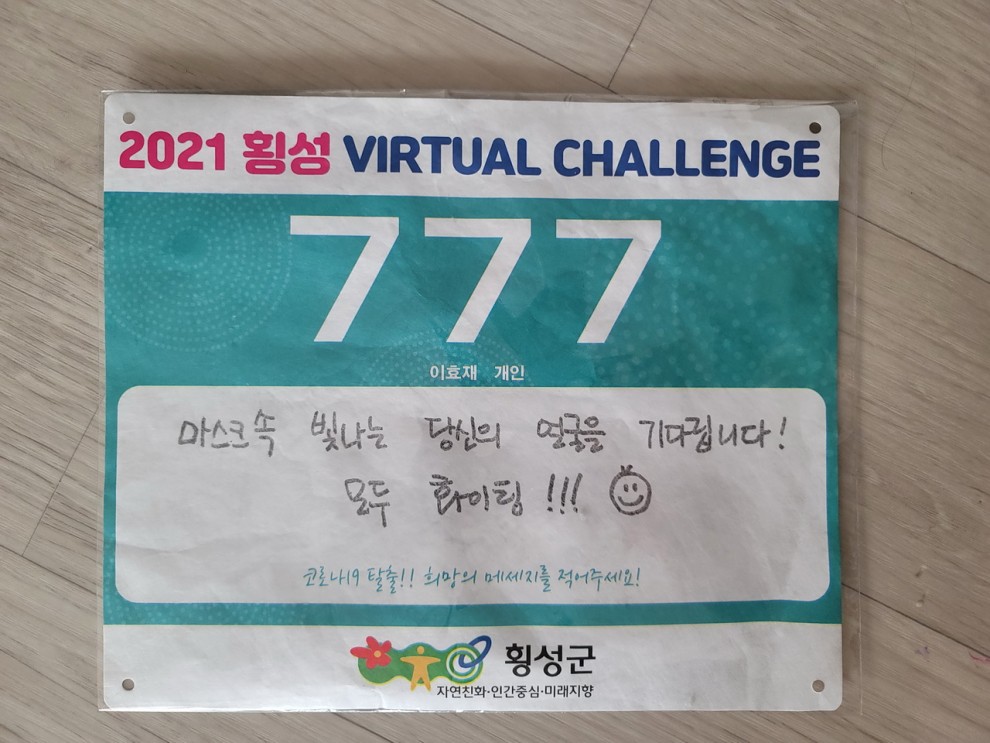 2021 횡성 VIRTUAL CHALLENGE
777
이효재 개인
마스크 속 빛나는 당신의 얼굴을 기다립니다!
모두 화이팅!!!
코로나19 탈출!! 희망의 메세지를 적어주세요!
횡성군
자연친화·인간중심·미래지향